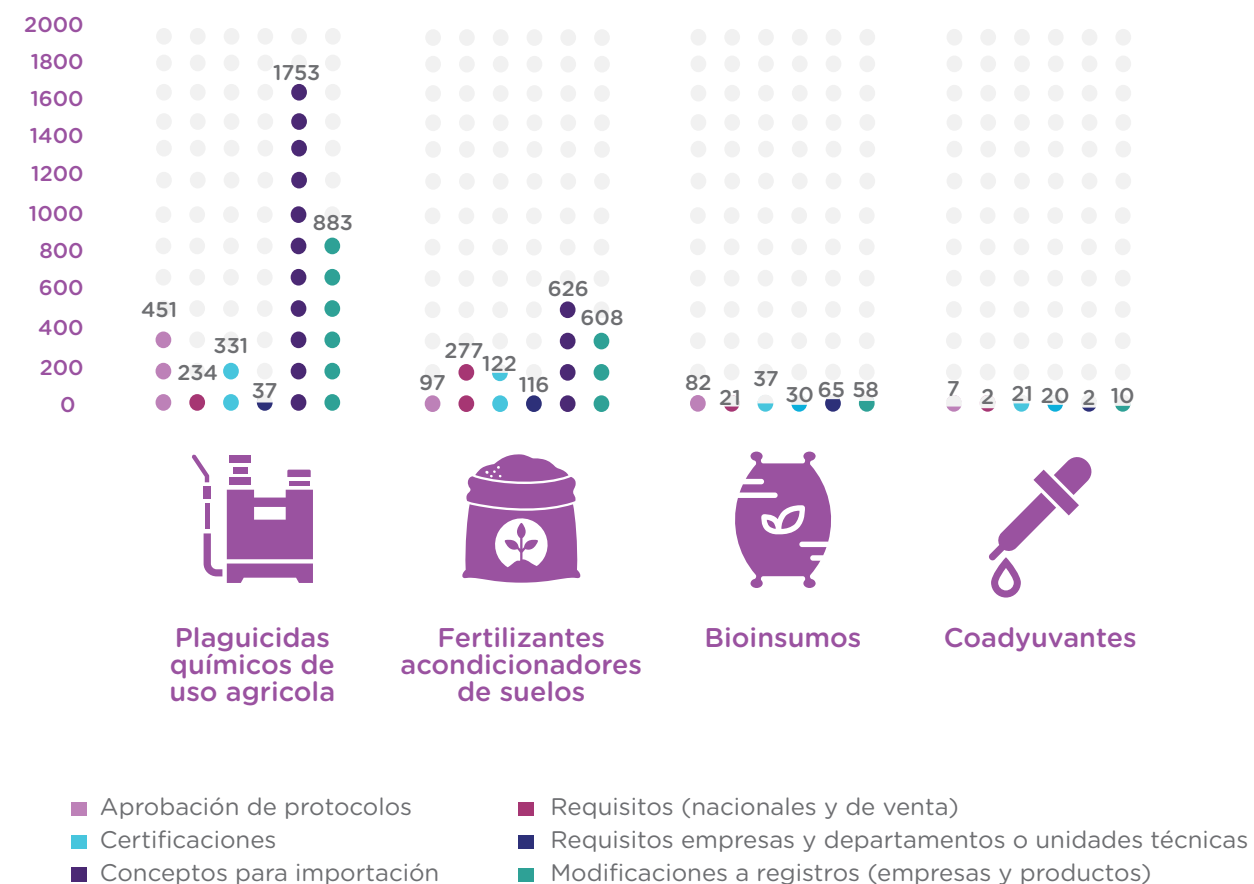 2000
1800
1600
1400
1200
1000
800
600
400
200
0
451
234
331
37
1753
883
97
277
122
116
626
608
82
21
37
30
65
58
7
2
21
20
2
10
Plaguicidas
químicos de
uso agricola
Fertilizantes
acondicionadores
de suelos
Bioinsumos
Coadyuvantes
Aprobación de protocolos
Certificaciones
Conceptos para importación
Requisitos (nacionales y de venta)
Requisitos empresas y departamentos o unidades técnicas
Modificaciones a registros (empresas y productos)